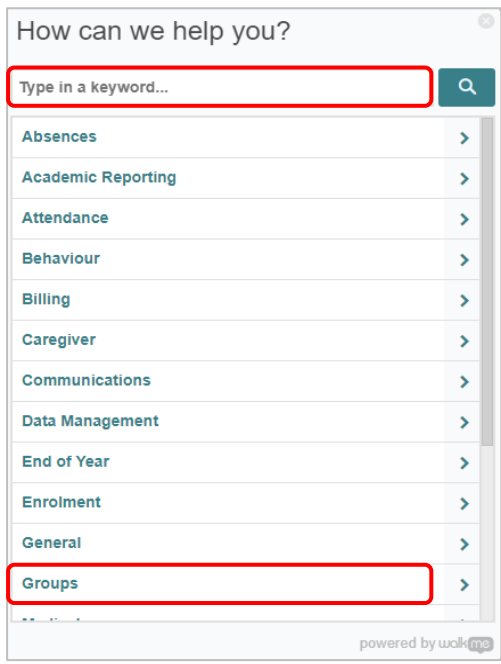 How can we help you?
Type in a keyword...
Absences
Academic Reporting
Attendance
Behaviour
Billing
Caregiver
Communications
Data Management
End of Year
Enrolment
General
Groups
powered by walkme